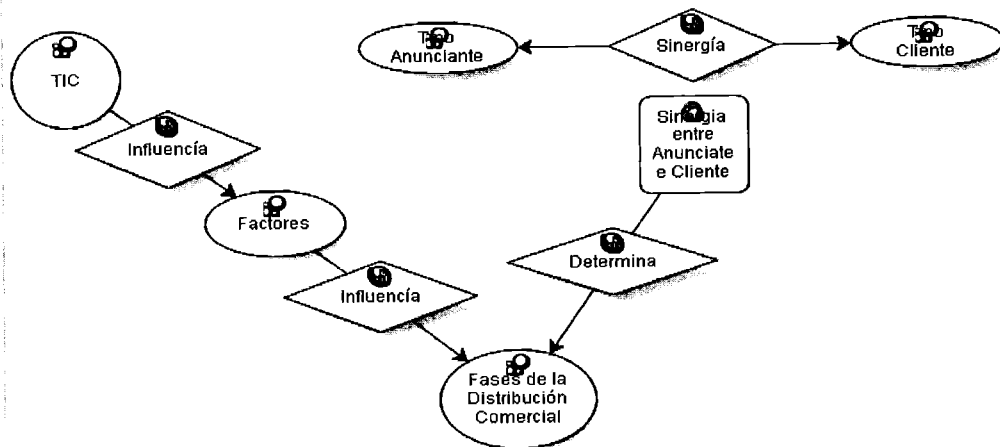 Tipo
Anunciante
Sinergía
Tipo
Cliente
TIC
Influencía
Sinergia
entre
Anunciate
e Cliente
Factores
Determina
Influencía
Fases de la
Distribución
Comercial